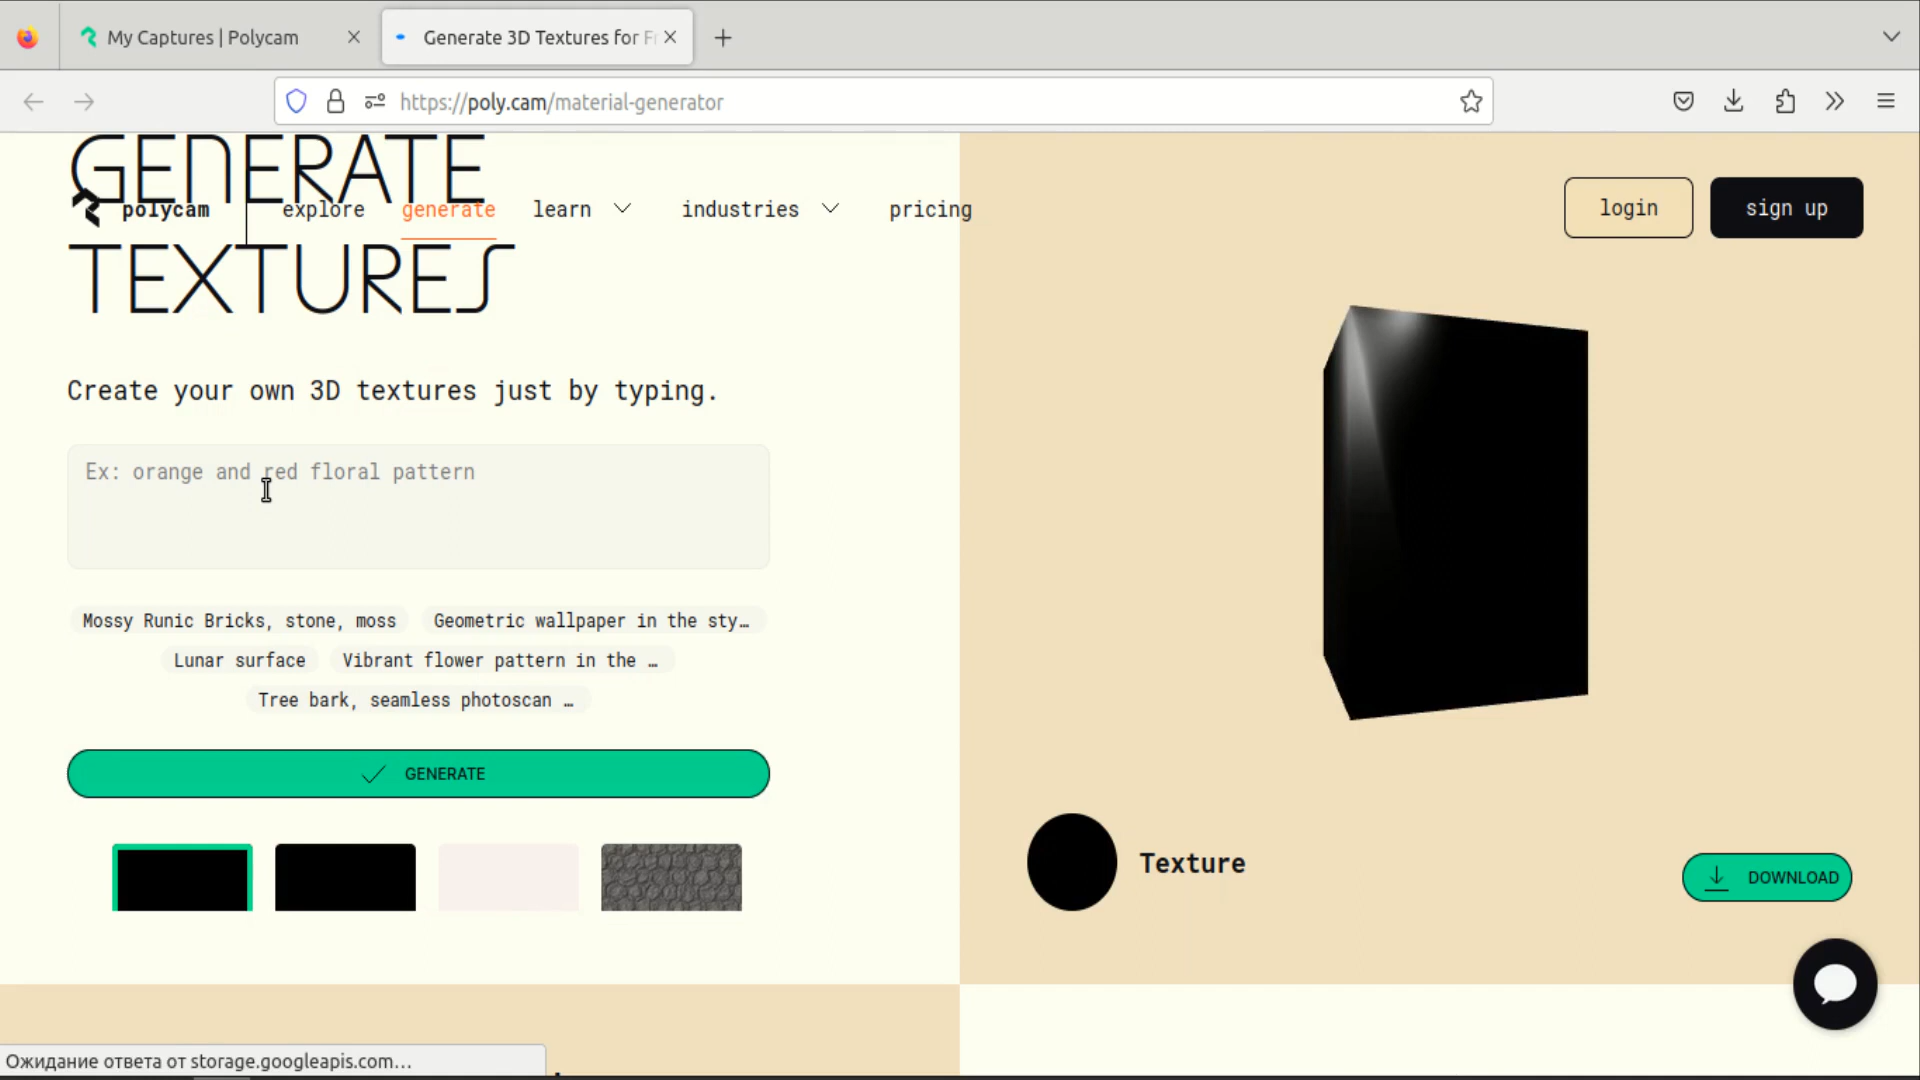 My Captures | Polycam
Generate 3D Textures for Fr
https://poly.cam/material-generator
GENERATE
polycam
explore
generate
learn
industries
pricing
login
sign up
TEXTURES
Create your own 3D textures just by typing.
Ex: orange and red floral pattern
Mossy Runic Bricks, stone, moss
Geometric wallpaper in the sty…
Lunar surface
Vibrant flower pattern in the …
Tree bark, seamless photoscan …
GENERATE
Texture
DOWNLOAD
Ожидание ответа от storage.googleapis.com…